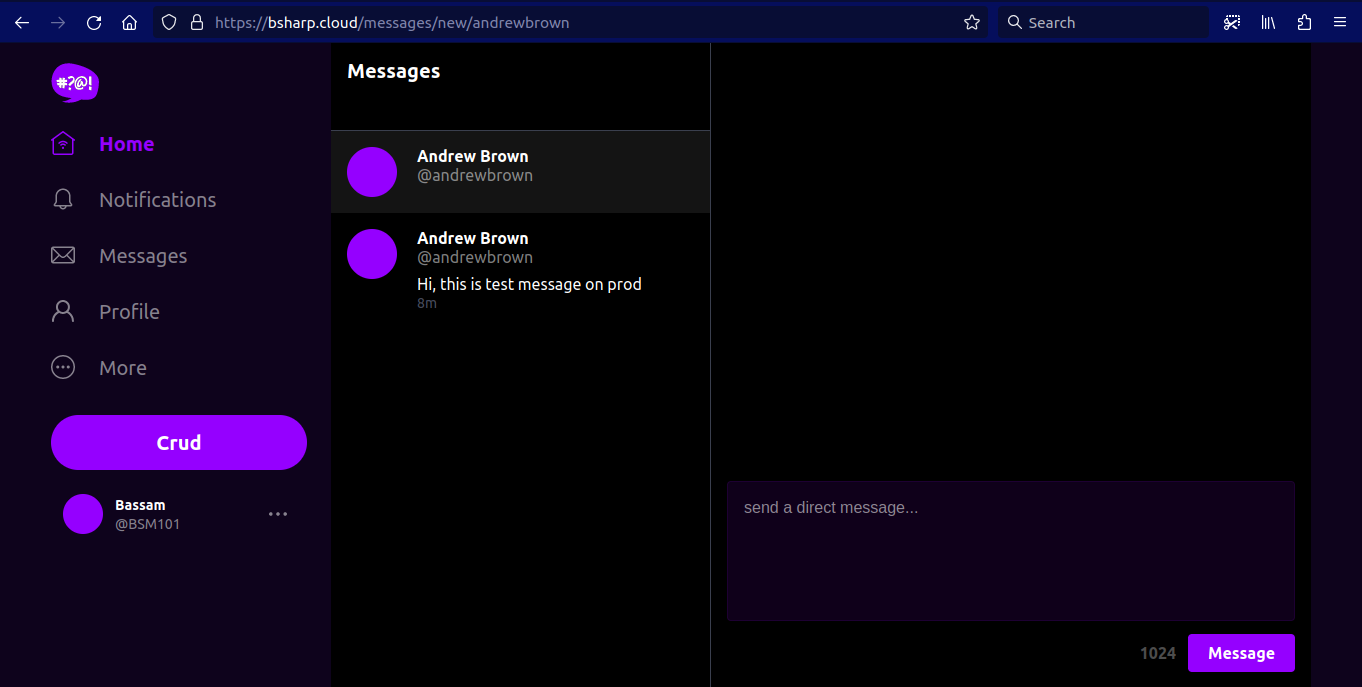 https://bsharp.cloud/messages/new/andrewbrown
Search
#?@!
Home
Notifications
Messages
Profile
More
Crud
Bassam
@BSM101
Messages
Andrew Brown
@andrewbrown
Andrew Brown
@andrewbrown
Hi, this is test message on prod
8m
send a direct message...
1024
Message